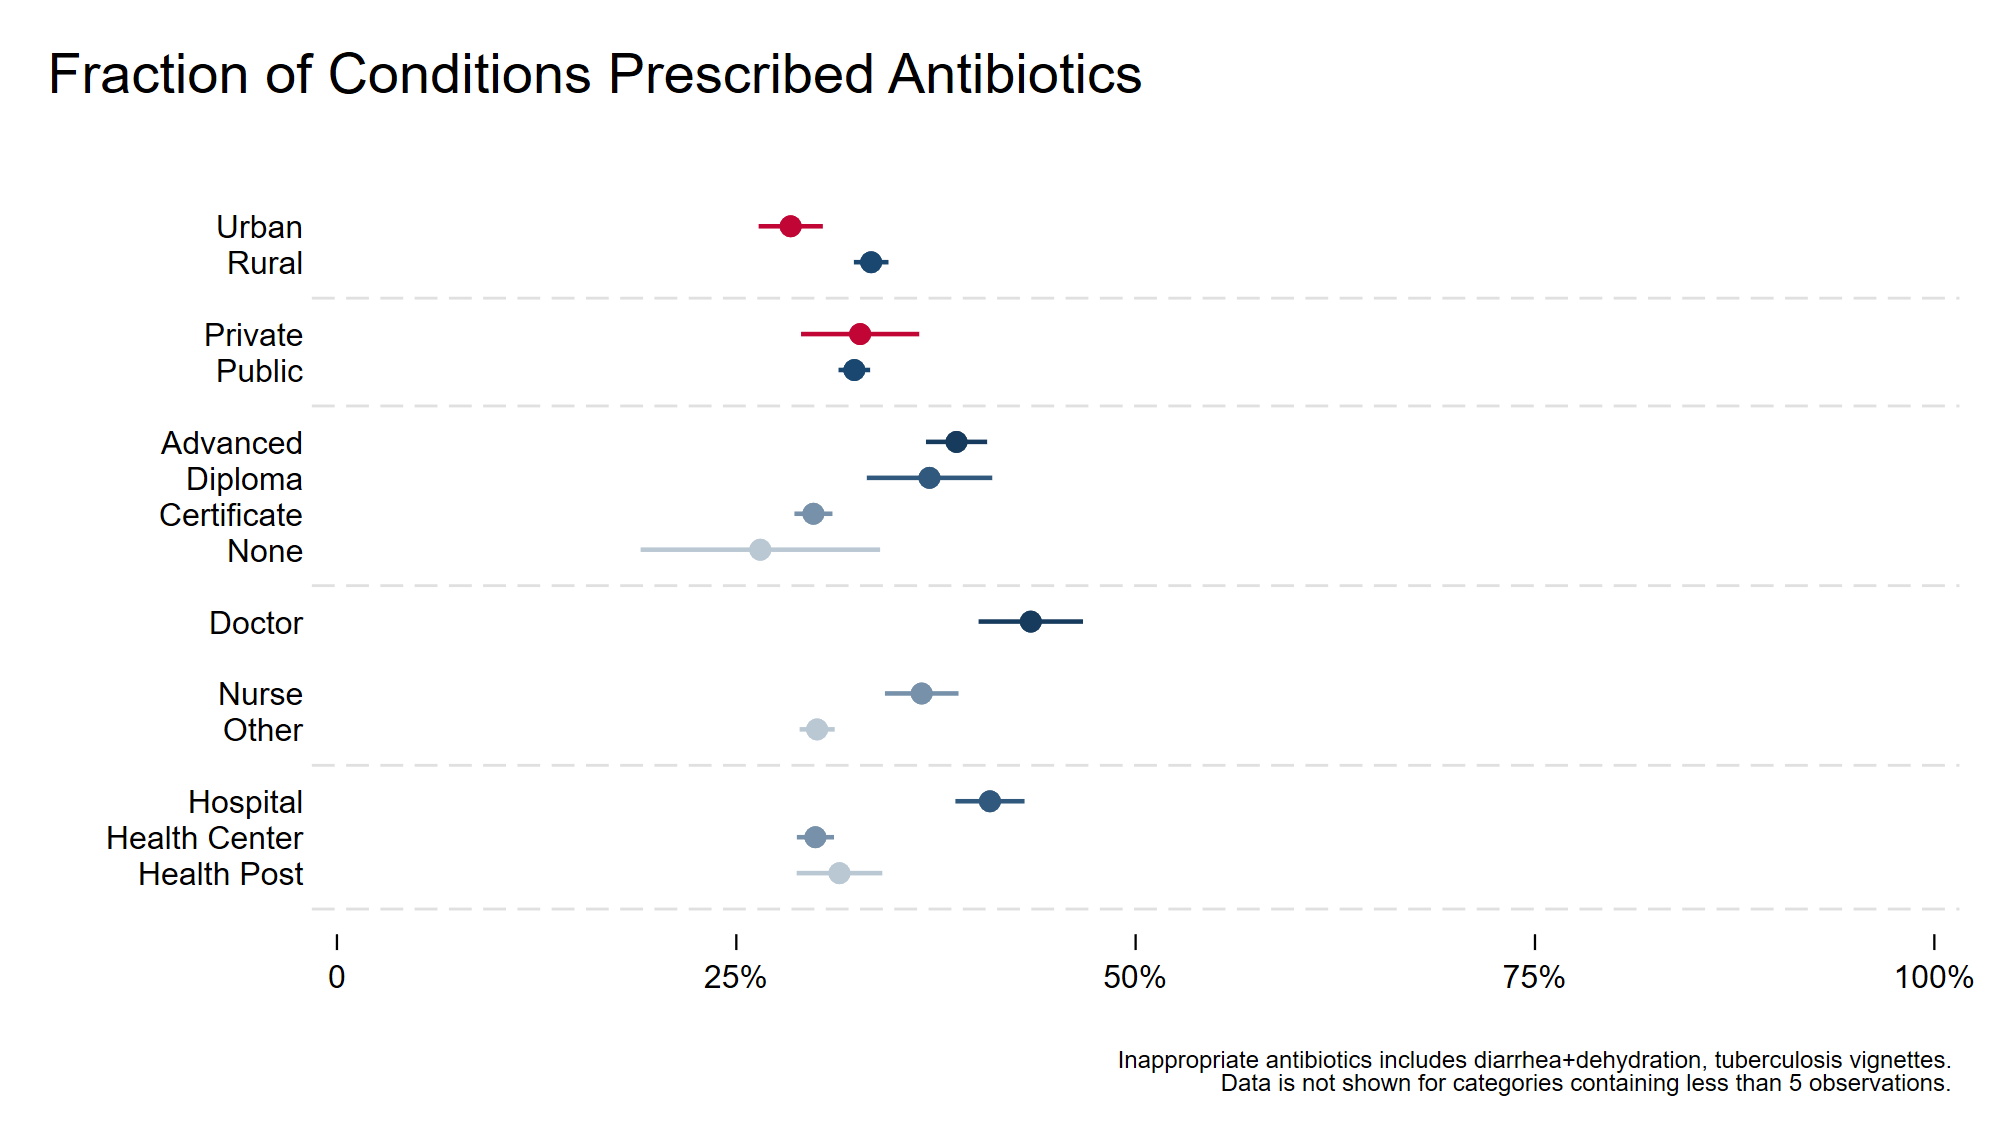 Fraction of Conditions Prescribed Antibiotics
Urban
Rural
Private
Public
Advanced
Diploma
Certificate
None
Doctor
Nurse
Other
Hospital
Health Center
Health Post
0 25% 50% 75% 100%
Inappropriate antibiotics includes diarrhea+dehydration, tuberculosis vignettes.
Data is not shown for categories containing less than 5 observations.